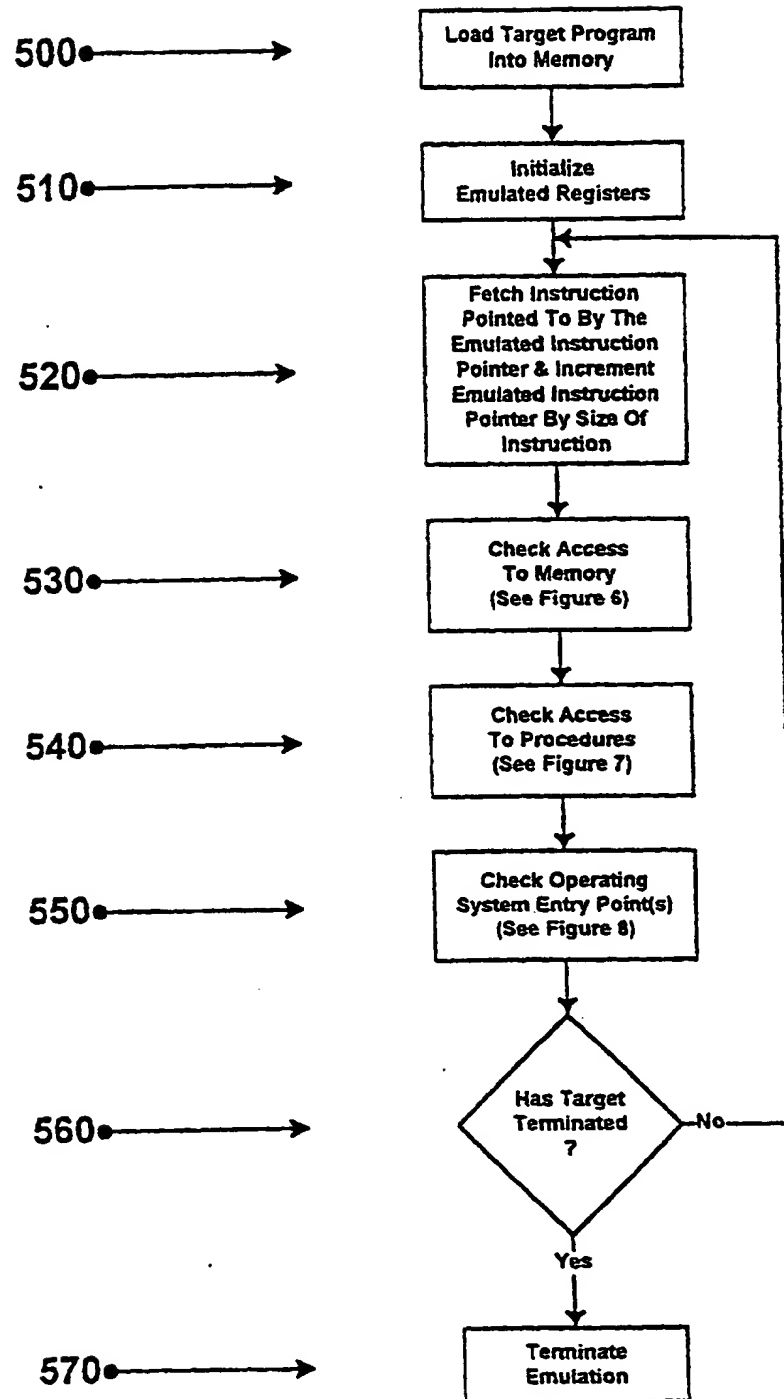 500
Load Target Program
Into Memory
510
Initialize
Emulated Registers
520
Fetch Instruction
Pointed To By The
Emulated Instruction
Pointer & Increment
Emulated Instruction
Pointer By Size Of
Instruction
530
Check Access
To Memory
(See Figure 6)
540
Check Access
To Procedures
(See Figure 7)
550
Check Operating
System Entry Point(s)
(See Figure 8)
560
Has Target
Terminated
?
No
Yes
570
Terminate
Emulation